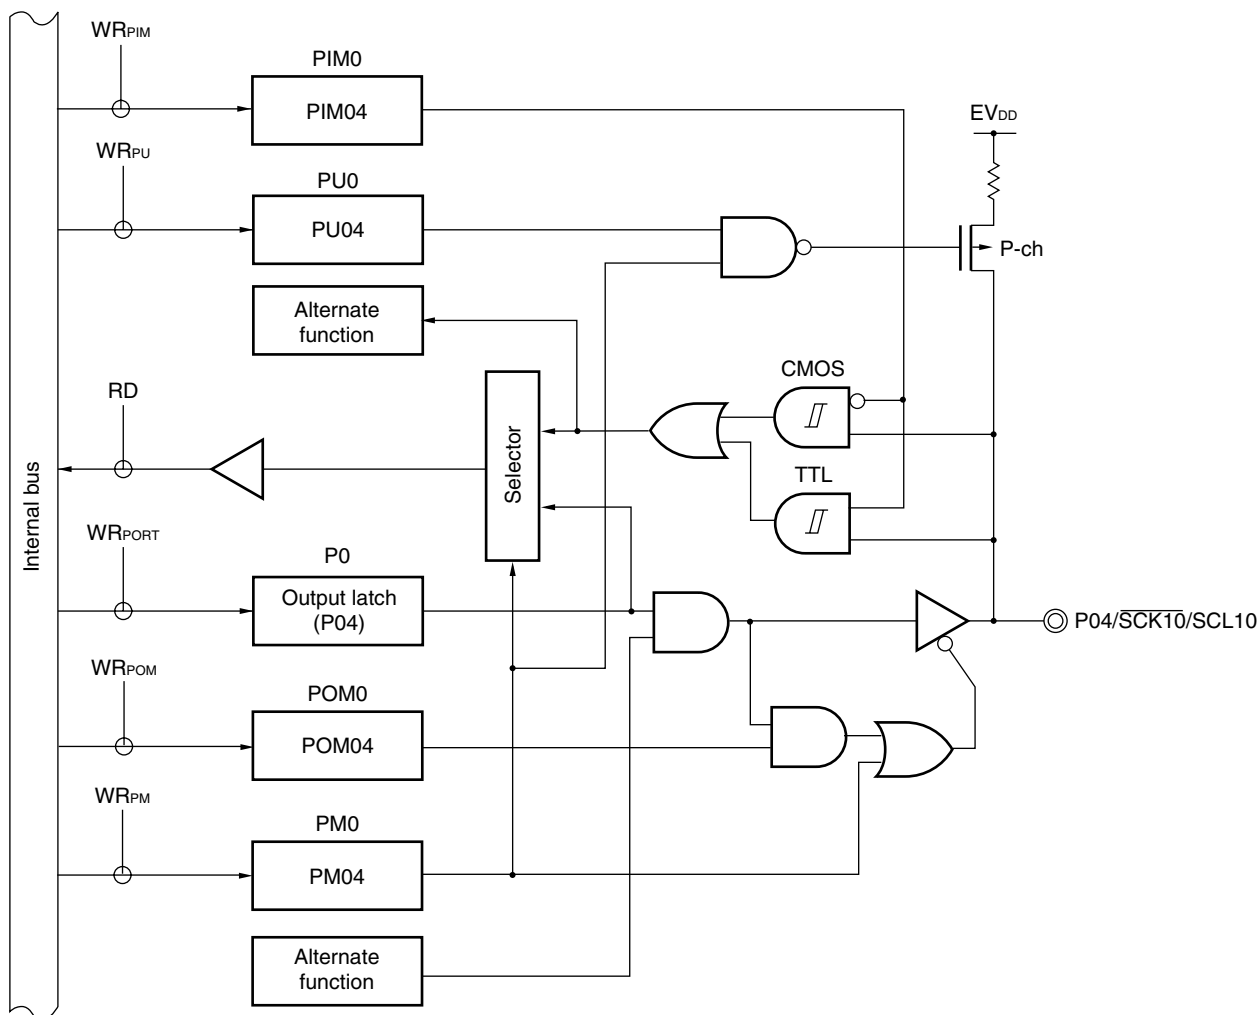 WRPIM
PIM0
PIM04
EVDD
WRPU
PU0
PU04
P-ch
Alternate
function
CMOS
RD
Selector
TTL
Internal bus
WRPORT
P0
Output latch
(P04)
P04/SCK10/SCL10
WRPOM
POM0
POM04
WRPM
PM0
PM04
Alternate
function